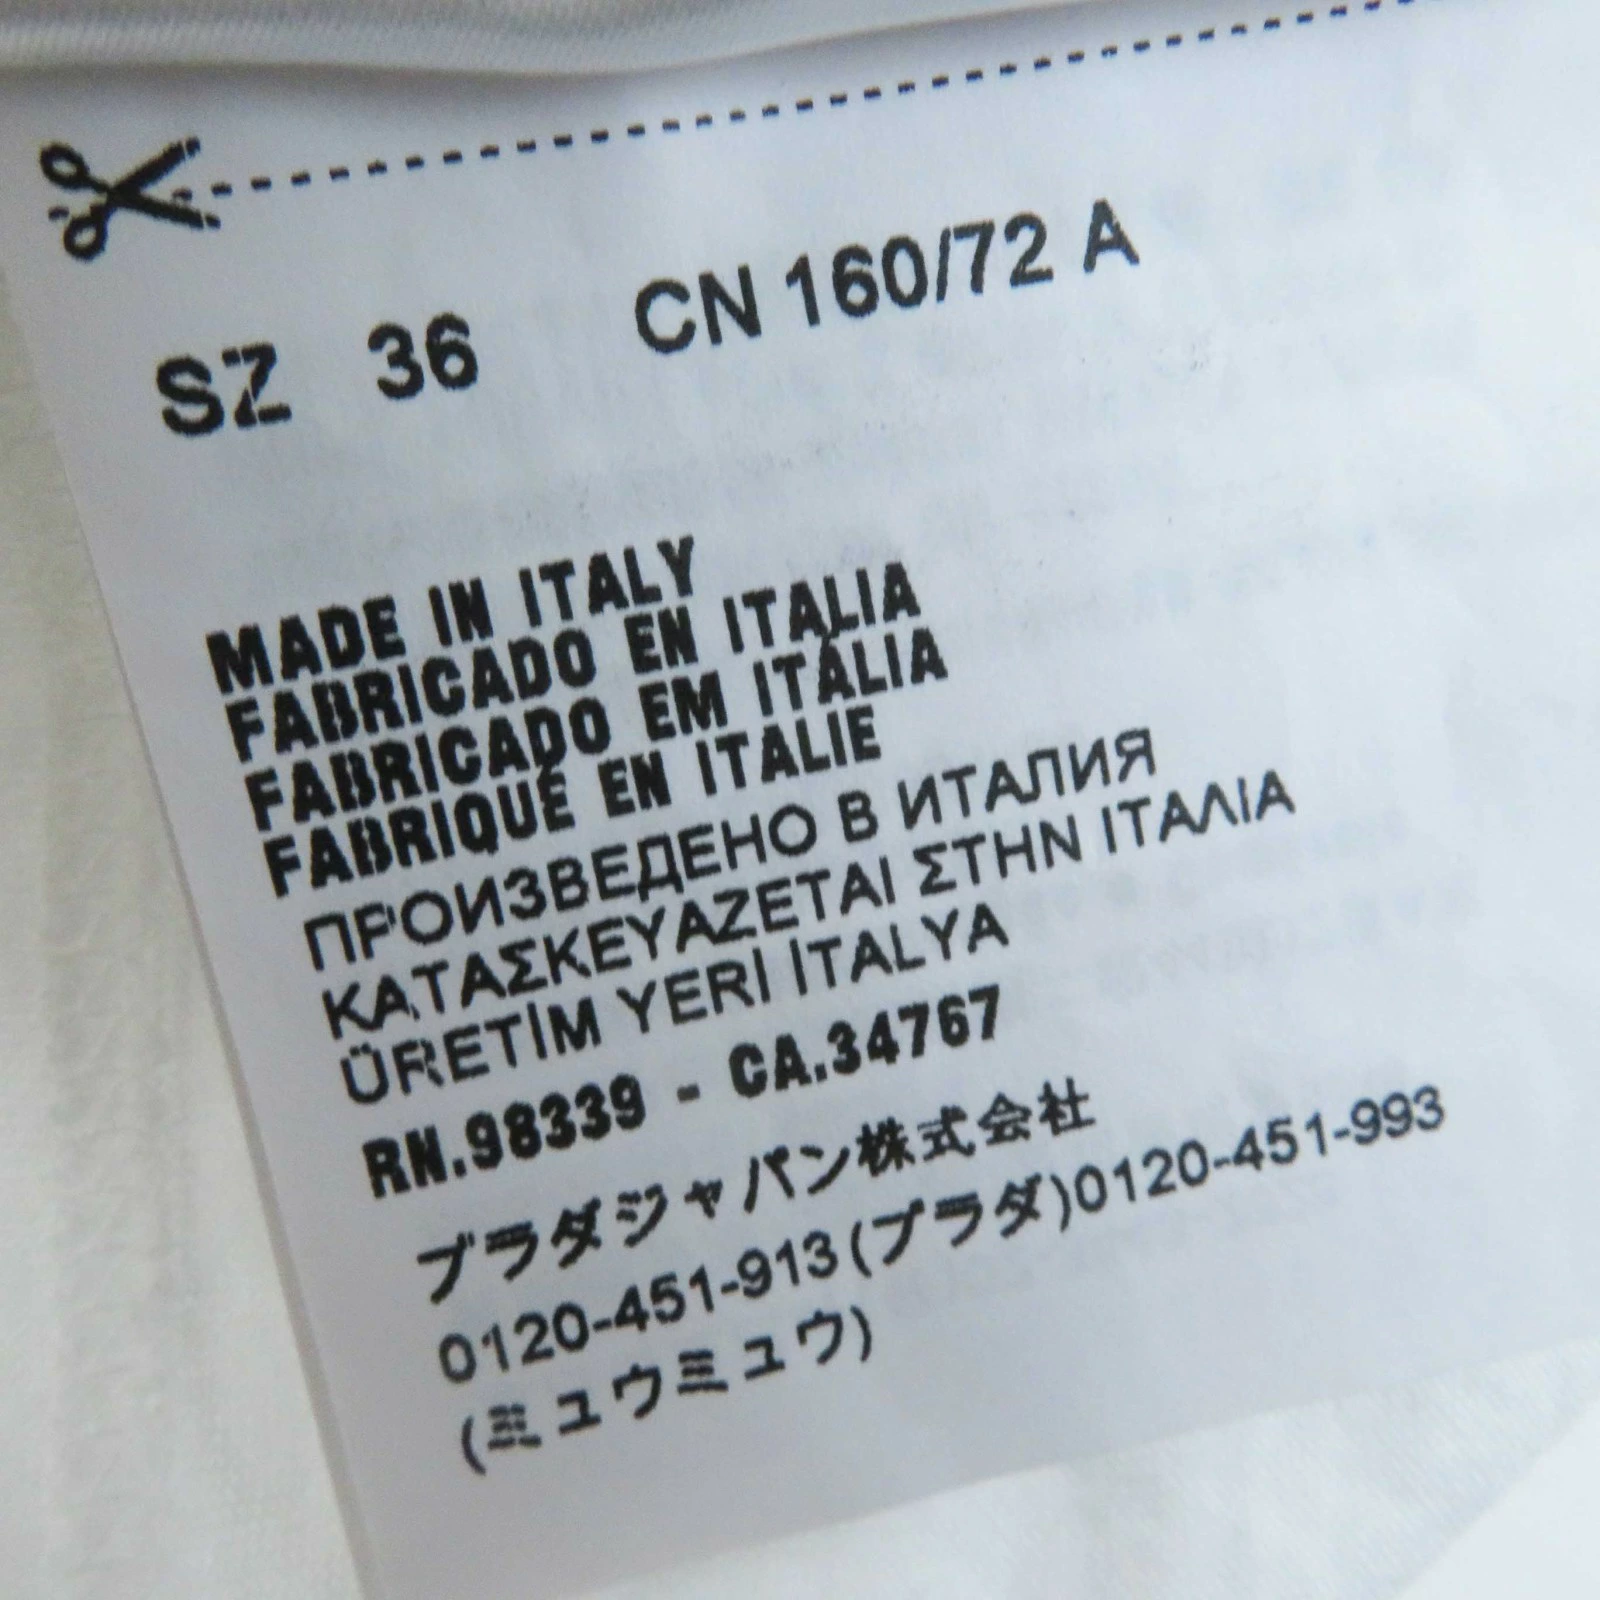 SZ 36 CN 160/72 A
MADE IN ITALY
FABRICADO EN ITALIA
FABRICADO EM ITÁLIA
FABRIQUÉ EN ITALIE
ПРОИЗВЕДЕНО В ИТАЛИЯ
ΚΑΤΑΣΚΕΥΑΖΕΤΑΙ ΣΤΗΝ ΙΤΑΛΙΑ
ÜRETİM YERI İTALYA
RN.98339 - CA.34767
プラダジャパン株式会社
0120-451-913(プラダ)0120-451-993
(ミュウミュウ)